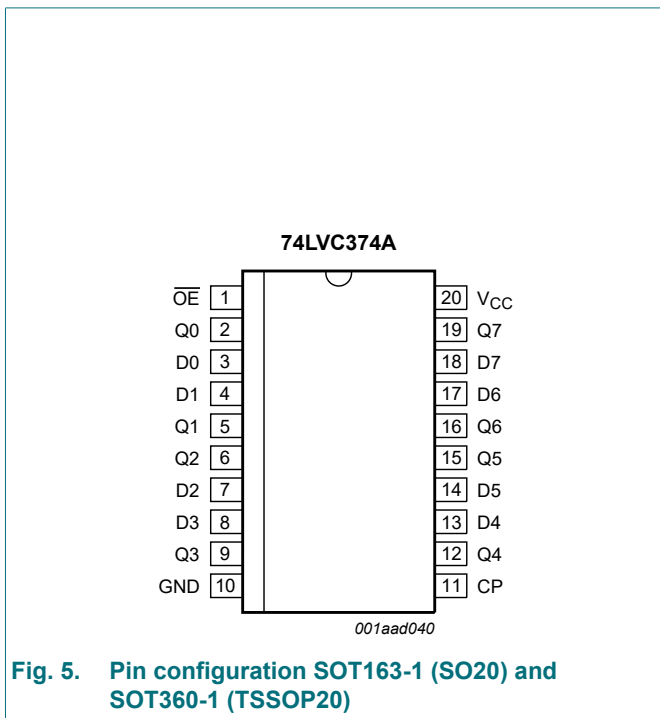 74LVC374A
OE 1
Q0 2
D0 3
D1 4
Q1 5
Q2 6
D2 7
D3 8
Q3 9
GND 10
20 VCC
19 Q7
18 D7
17 D6
16 Q6
15 Q5
14 D5
13 D4
12 Q4
11 CP
001aad040
Fig. 5. Pin configuration SOT163-1 (SO20) and
SOT360-1 (TSSOP20)